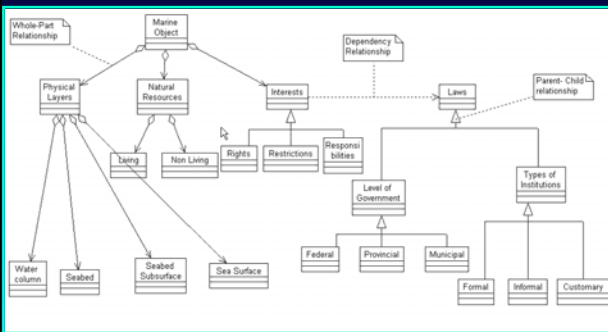 Whole-Part
Relationship
Marine
Object
Dependency
Relationship
Parent- Child
relationship
Physical
Layers
Natural
Resources
Interests
Laws
Living
Non Living
Rights
Restrictions
Responsi
bilities
Level of
Government
Types of
Institutions
Water
column
Seabed
Seabed
Subsurface
Sea Surface
Federal
Provincial
Municipal
Formal
Informal
Customary